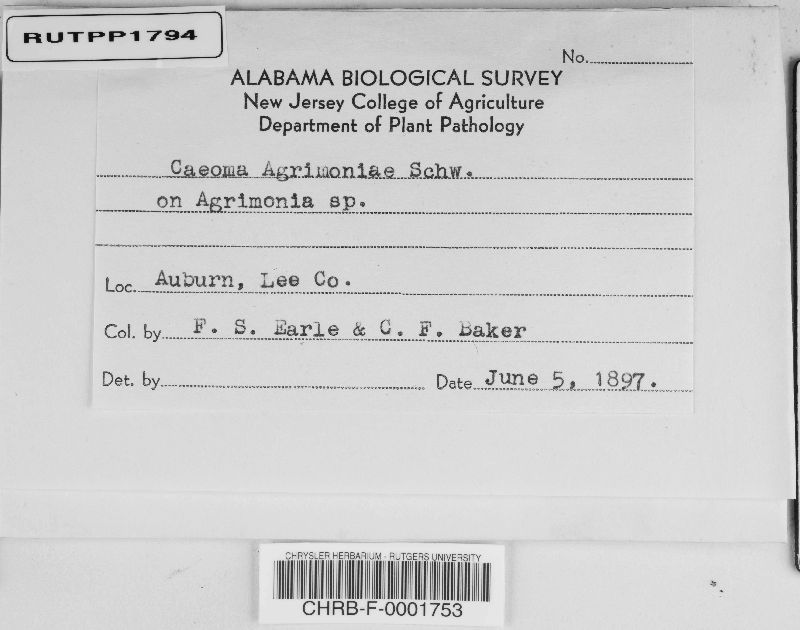 RUTPP1794
No.
ALABAMA BIOLOGICAL SURVEY
New Jersey College of Agriculture
Department of Plant Pathology
Caeoma Agrimoniae Schw.
on Agrimonia sp.
Loc. Auburn, Lee Co.
Col. by F. S. Earle & C. F. Baker
Det. by Date June 5, 1897.
CHRYSLER HERBARIUM - RUTGERS UNIVERSITY
CHRB-F-0001753